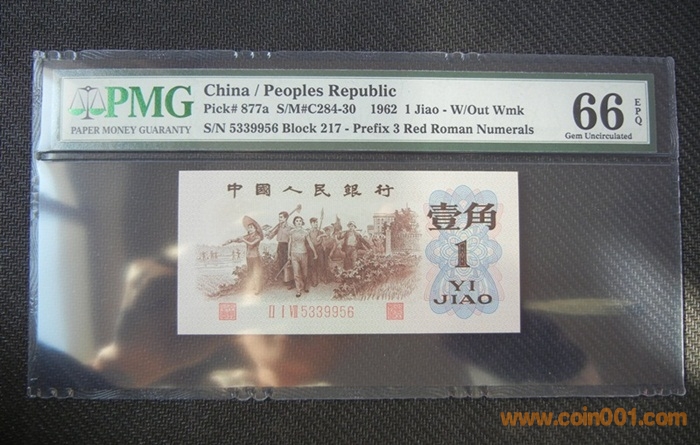 PMG
PAPER MONEY GUARANTY
China / Peoples Republic
Pick# 877a S/M#C284-30 1962 1 Jiao - W/Out Wmk
S/N 5339956 Block 217 - Prefix 3 Red Roman Numerals
66 EPQ
Gem Uncirculated
中國人民銀行
壹角
1
YI
JIAO
II I VII 5339956
www.coin001.com